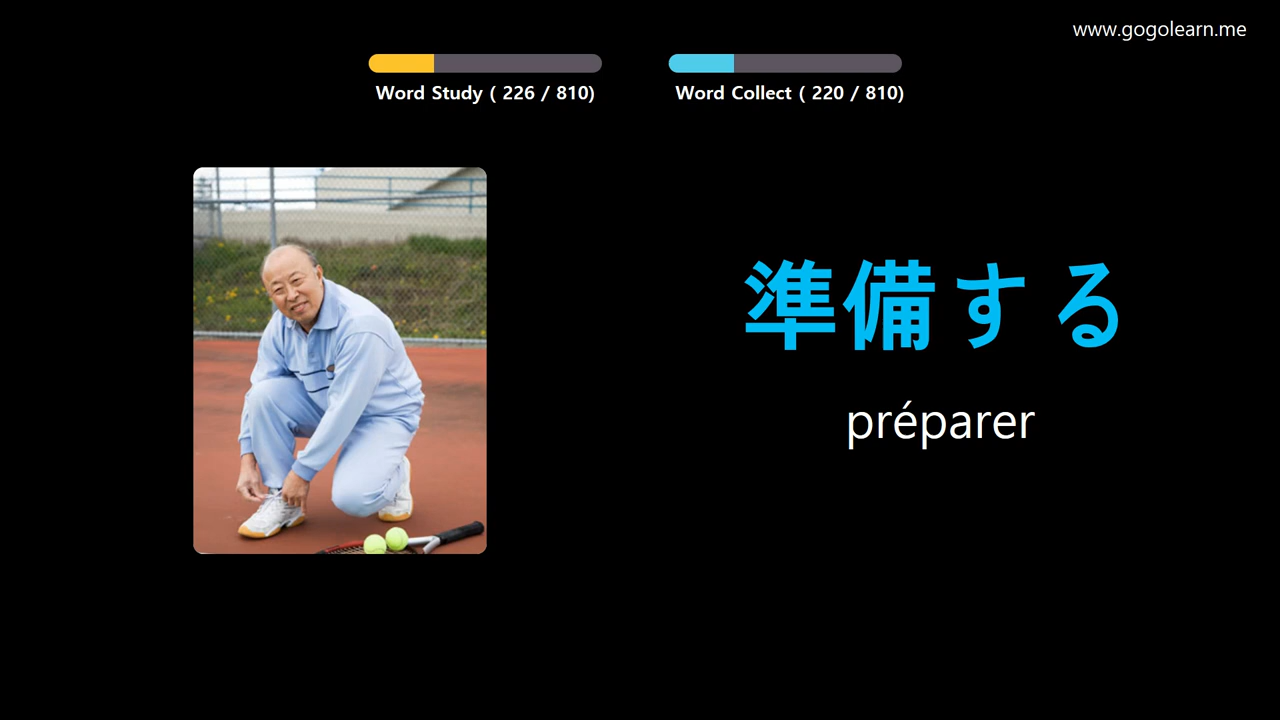 www.gogolearn.me
Word Study ( 226 / 810)
Word Collect ( 220 / 810)
準備する
préparer